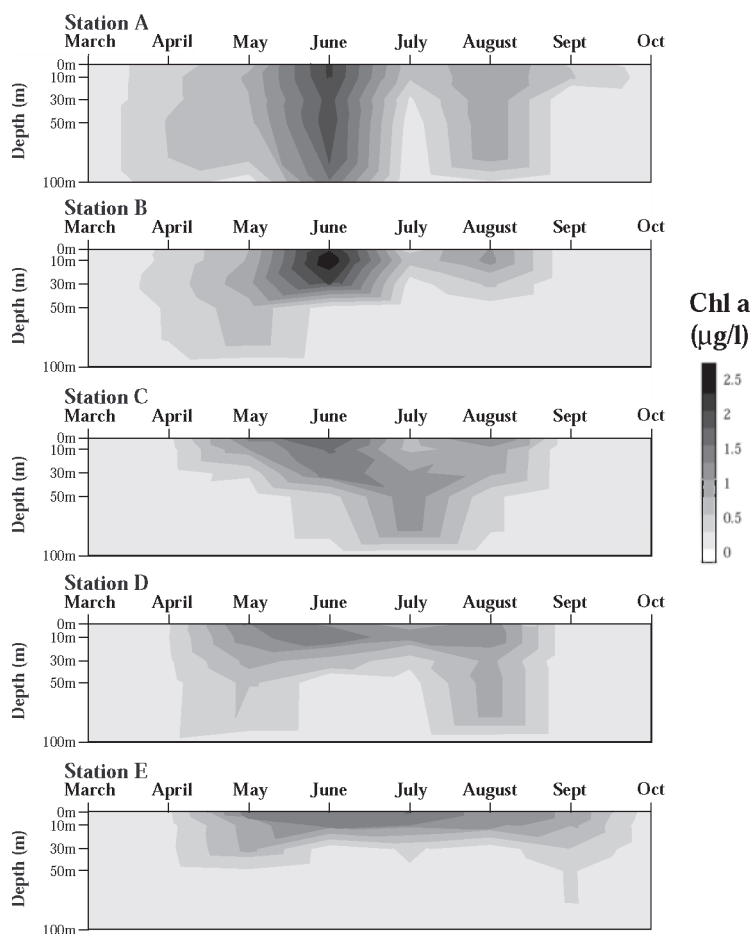 Station A
March April May June July August Sept Oct
0m
10m
30m
50m
100m
Depth (m)
Station B
March April May June July August Sept Oct
0m
10m
30m
50m
100m
Depth (m)
Station C
March April May June July August Sept Oct
0m
10m
30m
50m
100m
Depth (m)
Station D
March April May June July August Sept Oct
0m
10m
30m
50m
100m
Depth (m)
Station E
March April May June July August Sept Oct
0m
10m
30m
50m
100m
Depth (m)
Chl a
(μg/l)
2.5
2
1.5
1
0.5
0